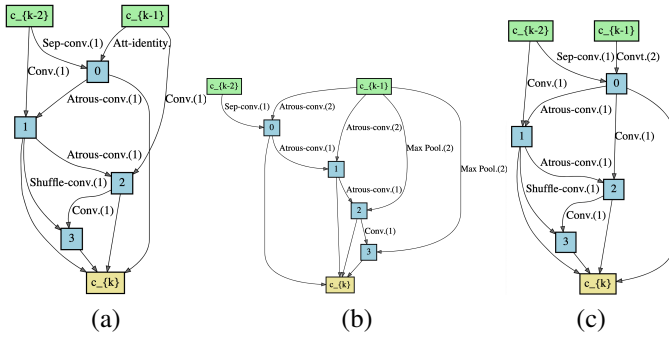 c_{k-2}
c_{k-1}
Sep-conv.(1)
Att-identity.
Conv.(1)
0
Conv.(1)
Atrous-conv.(1)
1
Atrous-conv.(1)
Shuffle-conv.(1)
2
Conv.(1)
3
c_{k}
(a)
c_{k-2}
c_{k-1}
Sep-conv.(1)
Atrous-conv.(2)
0
Atrous-conv.(2)
Atrous-conv.(1)
Max Pool.(2)
1
Max Pool.(2)
Atrous-conv.(1)
2
Conv.(1)
3
c_{k}
(b)
c_{k-2}
c_{k-1}
Sep-conv.(1)
Convt.(2)
Conv.(1)
0
Atrous-conv.(1)
Conv.(1)
1
Atrous-conv.(1)
Shuffle-conv.(1)
2
Conv.(1)
3
c_{k}
(c)